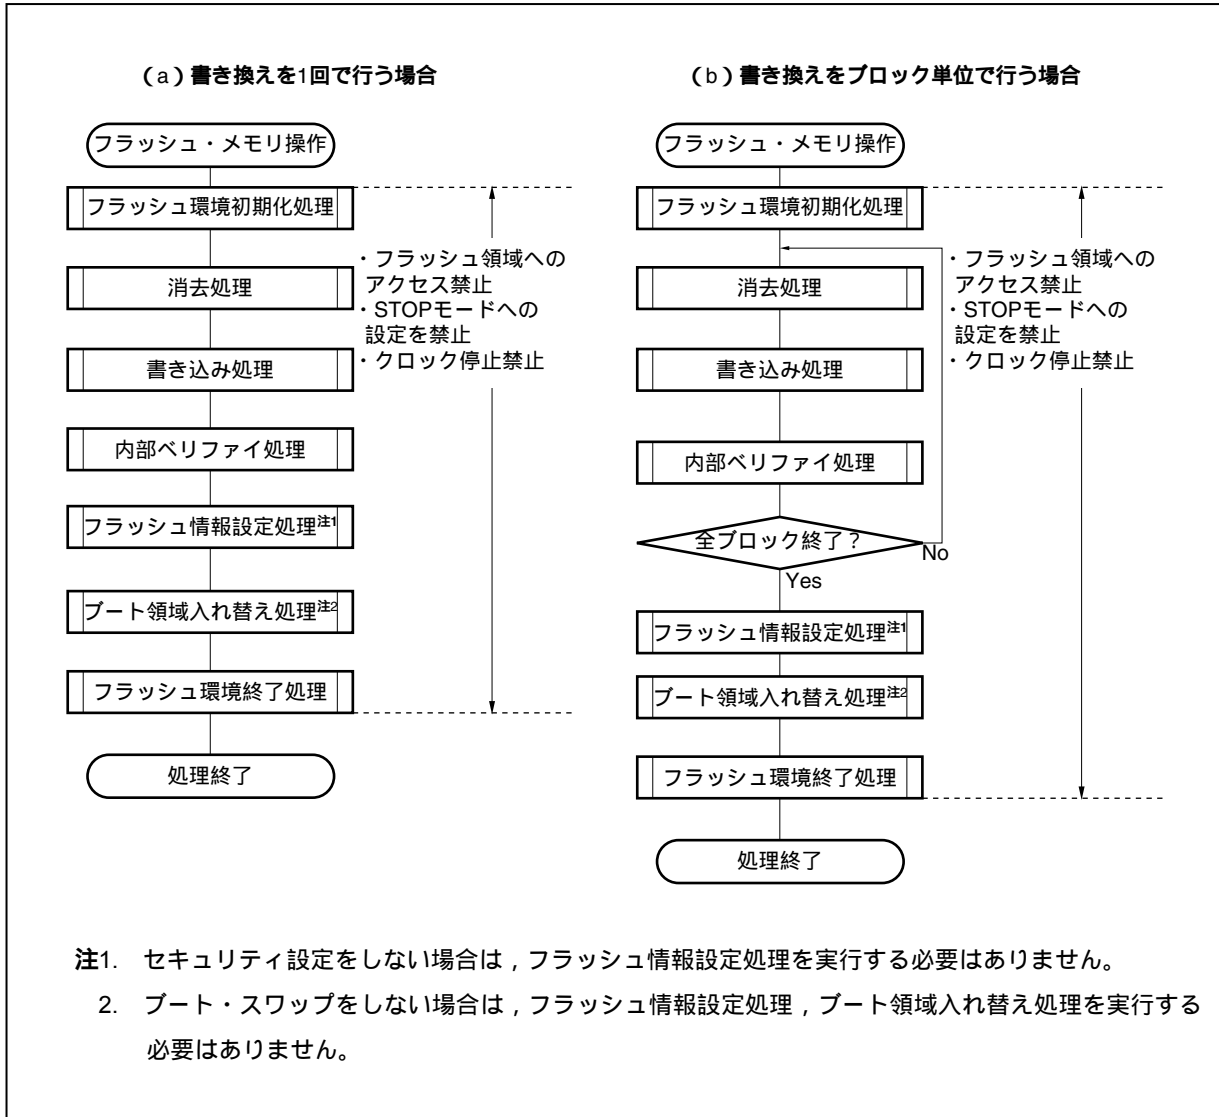 （a）書き換えを1回で行う場合
フラッシュ・メモリ操作
フラッシュ環境初期化処理
消去処理
書き込み処理
内部ベリファイ処理
フラッシュ情報設定処理注1
ブート領域入れ替え処理注2
フラッシュ環境終了処理
処理終了
・フラッシュ領域への
アクセス禁止
・STOPモードへの
設定を禁止
・クロック停止禁止
（b）書き換えをブロック単位で行う場合
フラッシュ・メモリ操作
フラッシュ環境初期化処理
消去処理
書き込み処理
内部ベリファイ処理
全ブロック終了？
No
Yes
フラッシュ情報設定処理注1
ブート領域入れ替え処理注2
フラッシュ環境終了処理
処理終了
・フラッシュ領域への
アクセス禁止
・STOPモードへの
設定を禁止
・クロック停止禁止
注1. セキュリティ設定をしない場合は，フラッシュ情報設定処理を実行する必要はありません。
2. ブート・スワップをしない場合は，フラッシュ情報設定処理，ブート領域入れ替え処理を実行する
必要はありません。